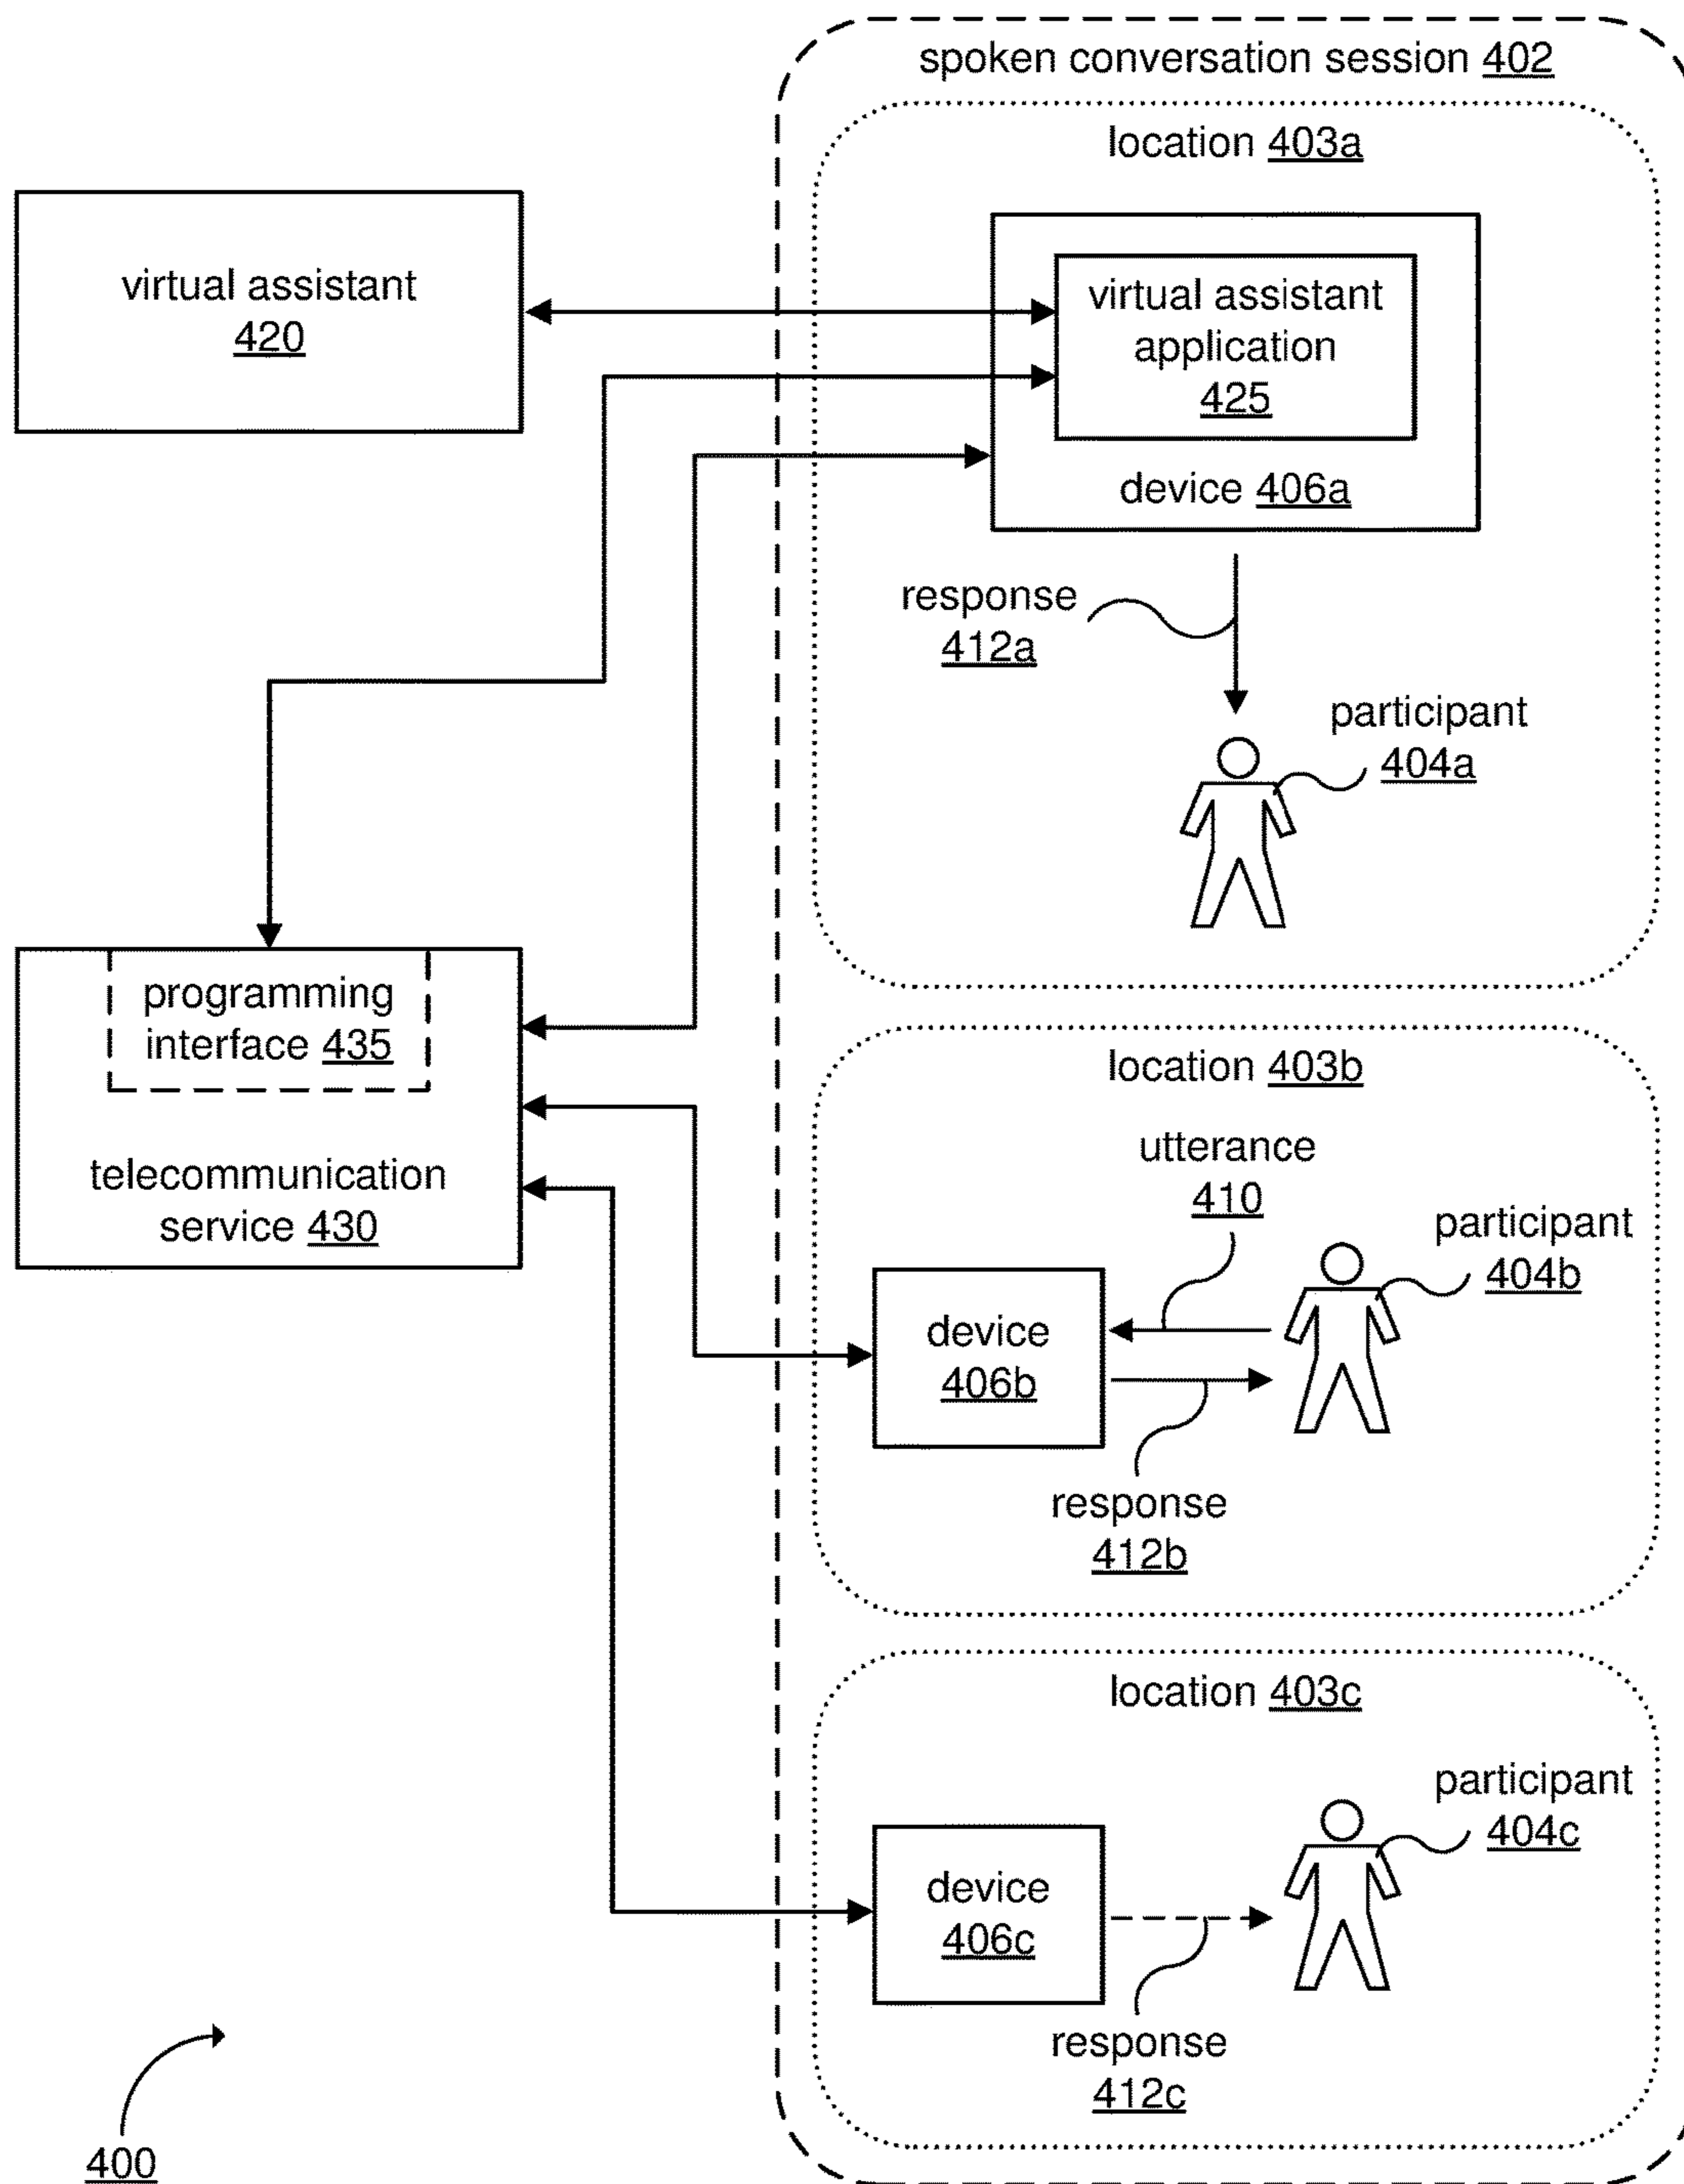 spoken conversation session 402
location 403a
virtual assistant
420
virtual assistant
application
425
device 406a
response
412a
participant
404a
programming
interface 435
telecommunication
service 430
location 403b
utterance
410
participant
404b
device
406b
response
412b
location 403c
participant
404c
device
406c
response
412c
400